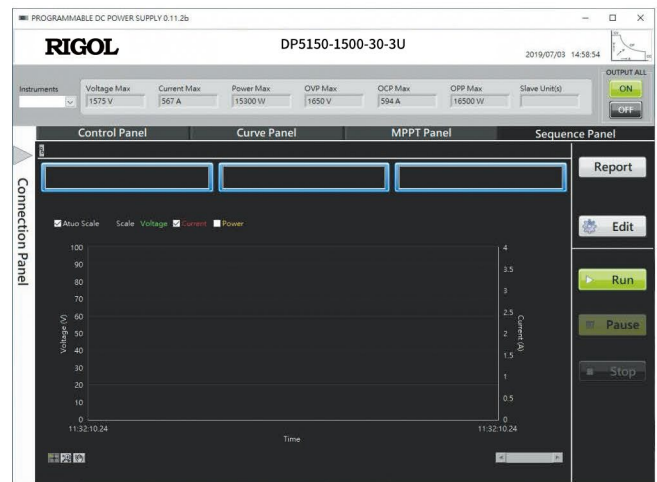 PROGRAMMABLE DC POWER SUPPLY 0.11.2b
RIGOL
DP5150-1500-30-3U
2019/07/03 14:58:54
OUTPUT ALL
Instruments
Voltage Max Current Max Power Max OVP Max OCP Max OPP Max Slave Unit(s)
ON
1575 V 567 A 15300 W 1650 V 594 A 16500 W
OFF
Control Panel Curve Panel MPPT Panel Sequence Panel
Connection Panel
Report
Atuo Scale Scale Voltage Current Power
Edit
100 4
90
3.5
80
3
70
Run
60 2.5
Voltage (V)
50 2
Current (A)
Pause
40
1.5
30
1
Stop
20
0.5
10
0 0
11:32:10.24 11:32:10.24
Time